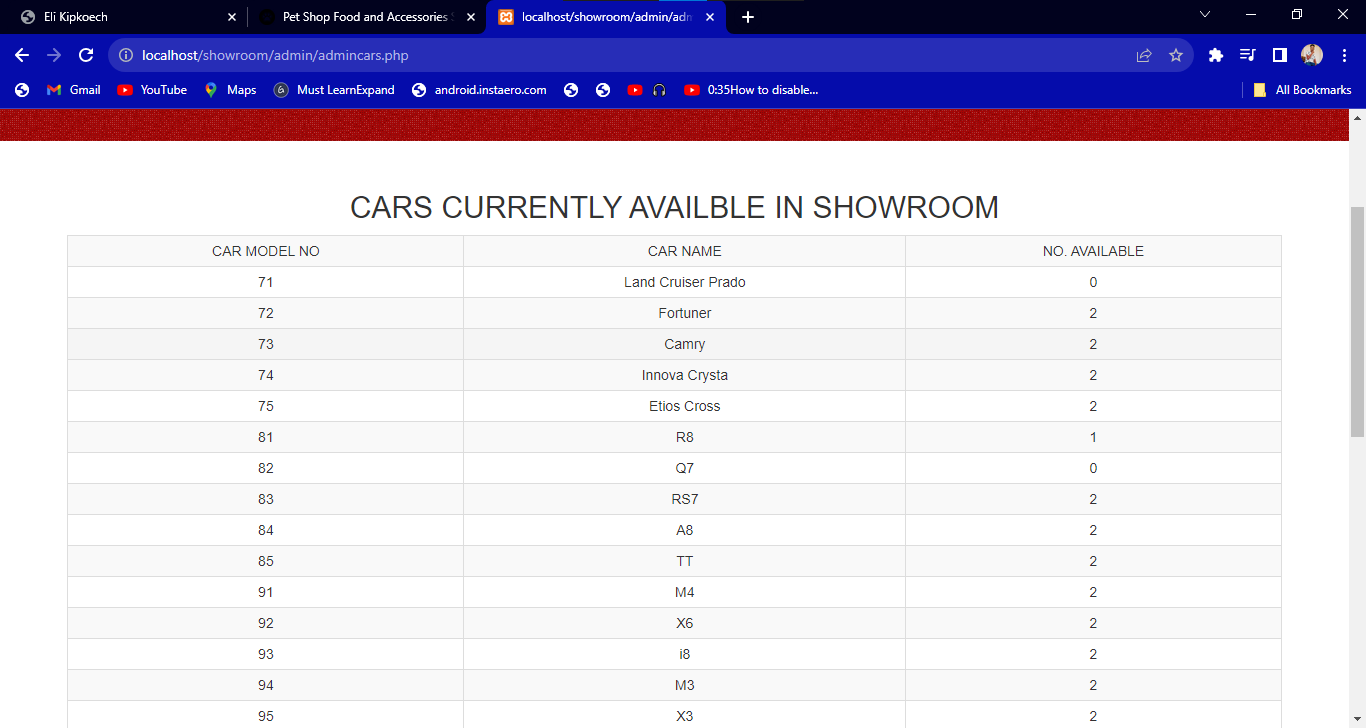 Eli Kipkoech
Pet Shop Food and Accessories
localhost/showroom/admin/adm
localhost/showroom/admin/admincars.php
Gmail YouTube Maps Must LearnExpand android.instaero.com 0:35How to disable... All Bookmarks
CARS CURRENTLY AVAILBLE IN SHOWROOM
CAR MODEL NO CAR NAME NO. AVAILABLE
71 Land Cruiser Prado 0
72 Fortuner 2
73 Camry 2
74 Innova Crysta 2
75 Etios Cross 2
81 R8 1
82 Q7 0
83 RS7 2
84 A8 2
85 TT 2
91 M4 2
92 X6 2
93 i8 2
94 M3 2
95 X3 2